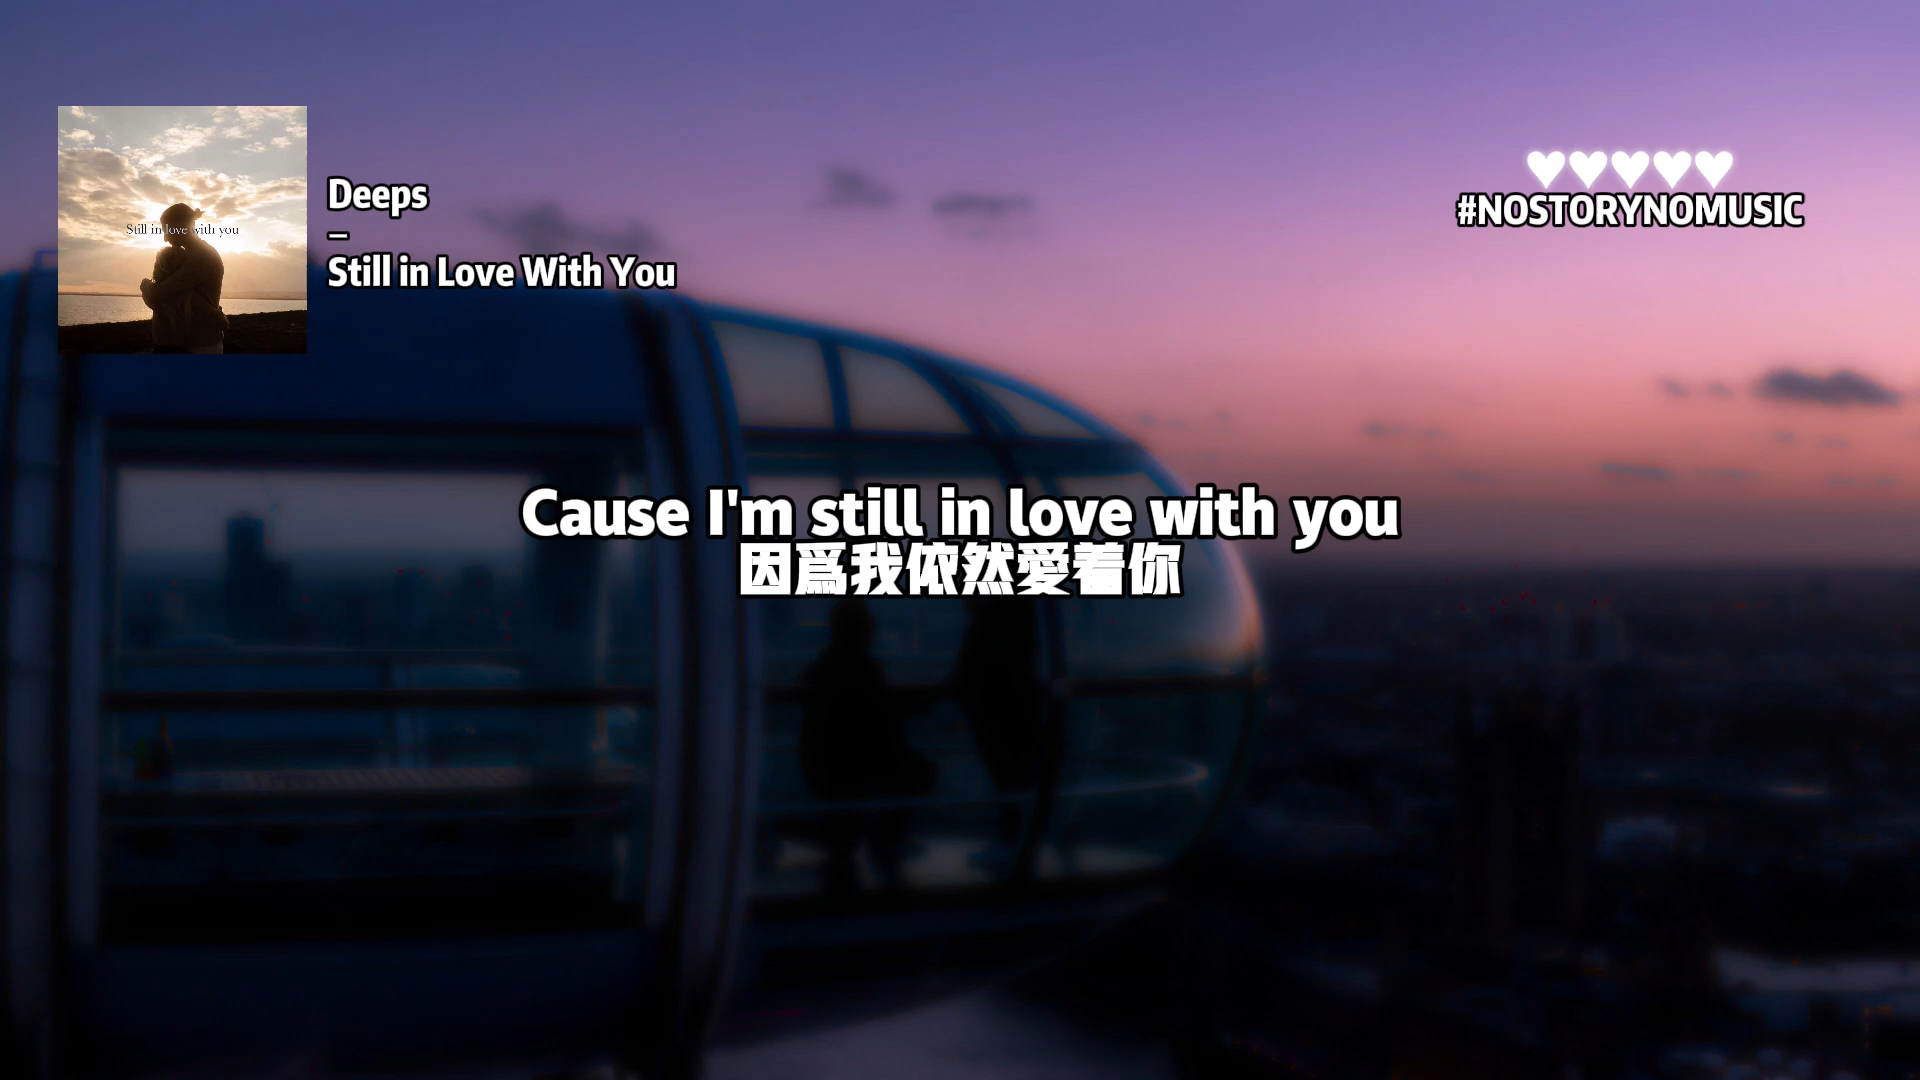 Still in love with you
Deeps
–
Still in Love With You
♥♥♥♥♥
#NOSTORYNOMUSIC
Cause I'm still in love with you
因爲我依然愛着你